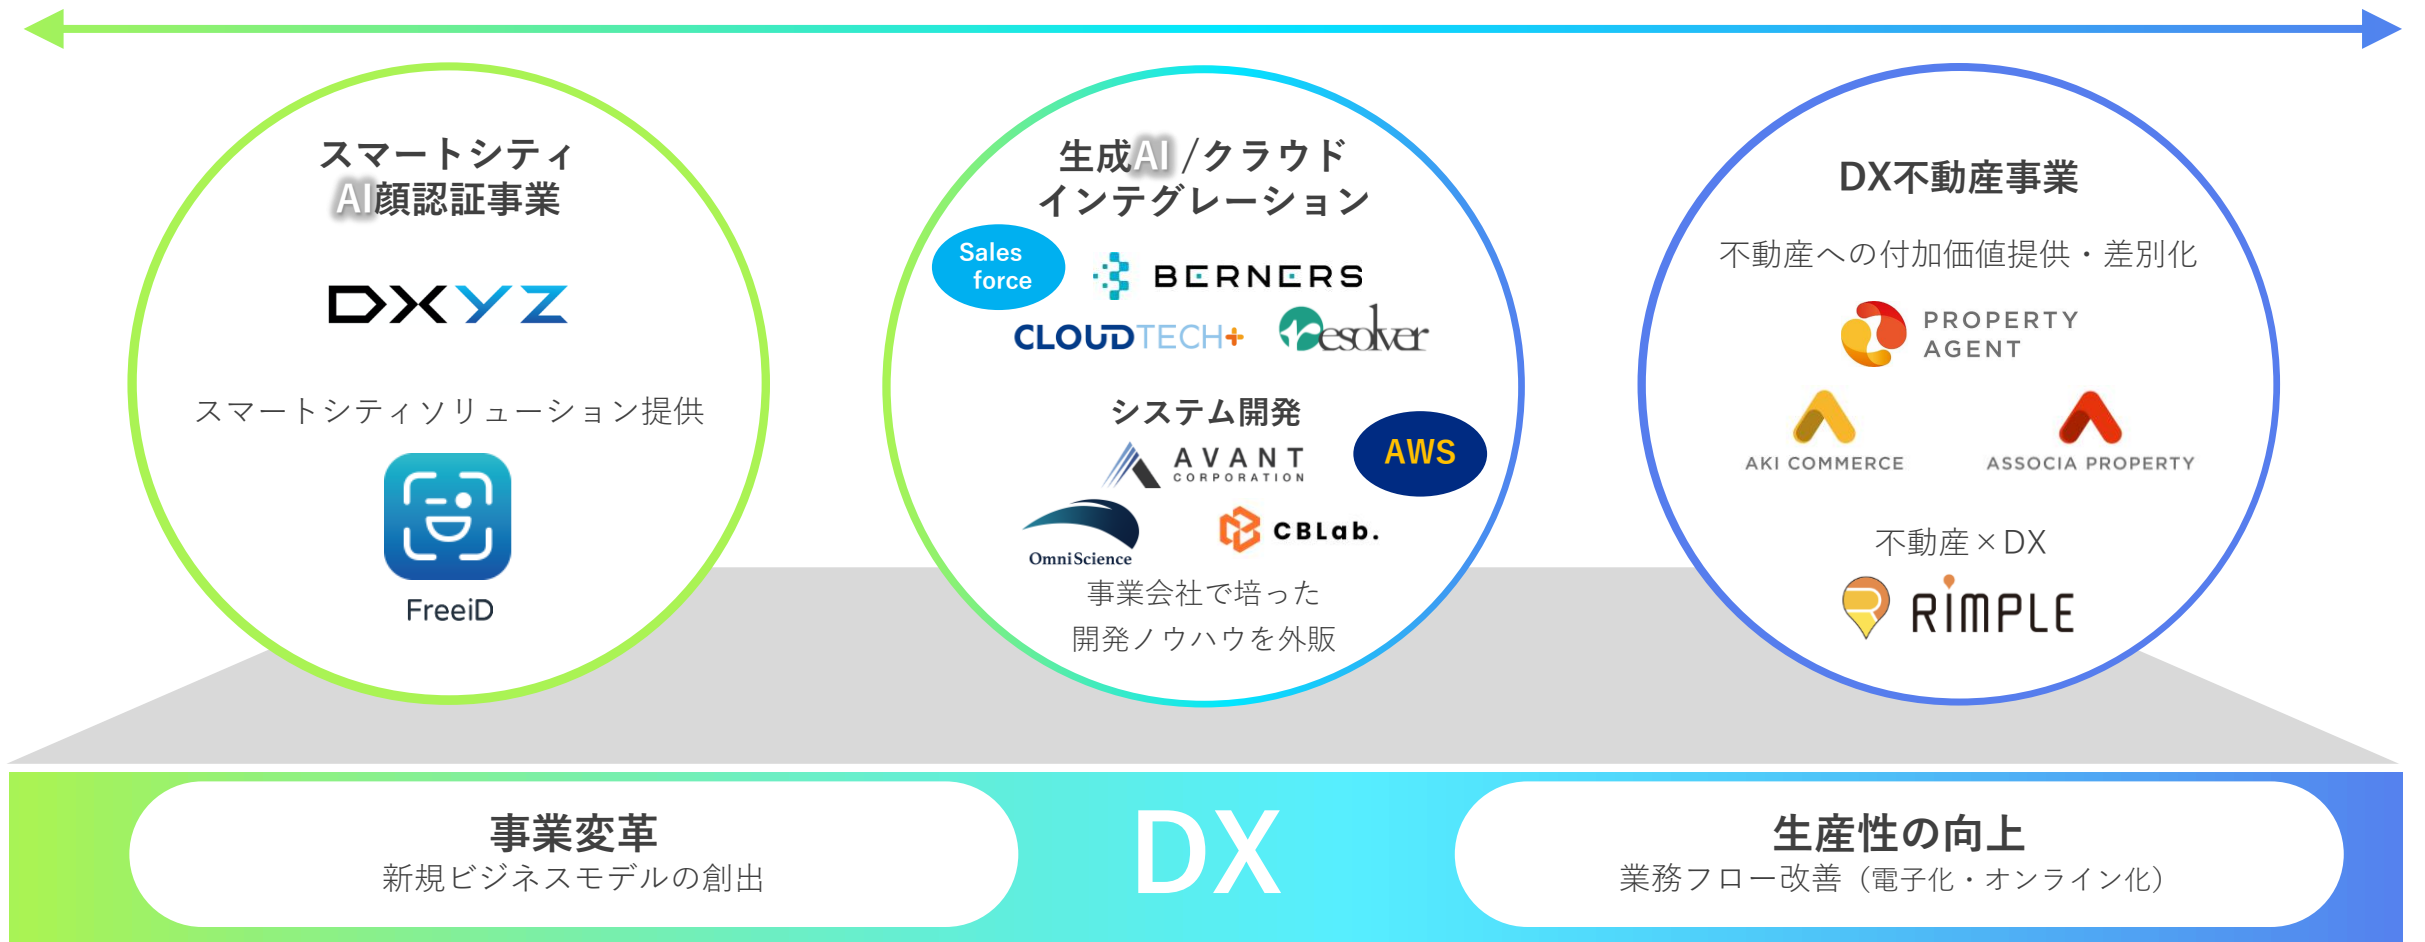 スマートシティ
AI顔認証事業
DXYZ
スマートシティソリューション提供
FreeiD
生成AI /クラウド
インテグレーション
Sales
force
BERNERS
CLOUDTECH+
Resolver
システム開発
AVANT
CORPORATION
AWS
OmniScience
CBLab.
事業会社で培った
開発ノウハウを外販
DX不動産事業
不動産への付加価値提供・差別化
PROPERTY
AGENT
AKI COMMERCE
ASSOCIA PROPERTY
不動産×DX
RIMPLE
事業変革
新規ビジネスモデルの創出
DX
生産性の向上
業務フロー改善（電子化・オンライン化）